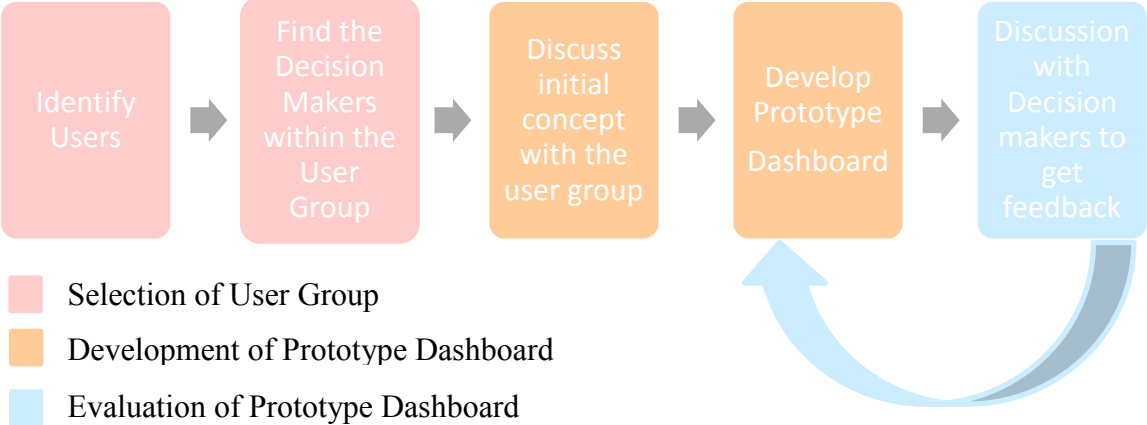 Identify
Users
Find the
Decision
Makers
within the
User
Group
Discuss
initial
concept
with the
user group
Develop
Prototype
Dashboard
Discussion
with
Decision
makers to
get
feedback
Selection of User Group
Development of Prototype Dashboard
Evaluation of Prototype Dashboard